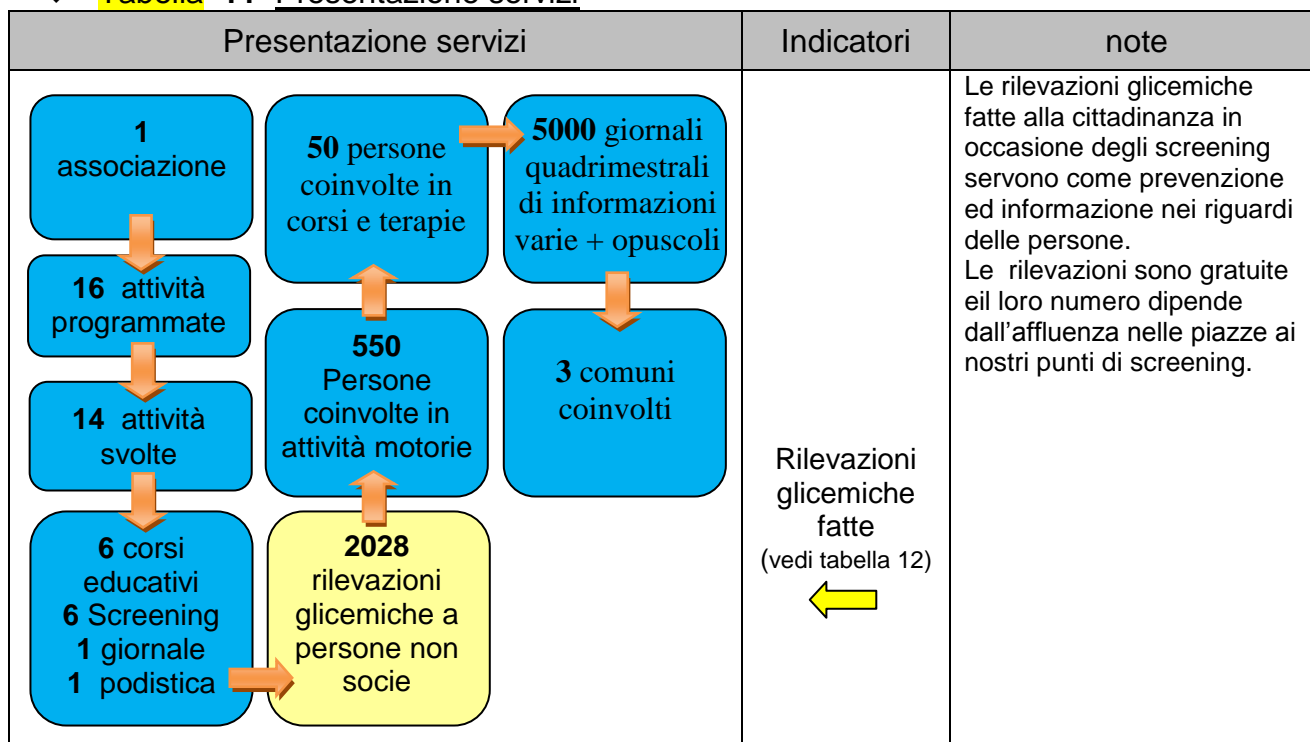 Tabella 11 Presentazione servizi
Presentazione servizi
Indicatori
note
1
associazione
16 attività
programmate
14 attività
svolte
6 corsi
educativi
6 Screening
1 giornale
1 podistica
2028
rilevazioni
glicemiche a
persone non
socie
550
Persone
coinvolte in
attività motorie
50 persone
coinvolte in
corsi e terapie
5000 giornali
quadrimestrali
di informazioni
varie + opuscoli
3 comuni
coinvolti
Rilevazioni
glicemiche
fatte
(vedi tabella 12)
Le rilevazioni glicemiche
fatte alla cittadinanza in
occasione degli screening
servono come prevenzione
ed informazione nei riguardi
delle persone.
Le rilevazioni sono gratuite
eil loro numero dipende
dall'affluenza nelle piazze ai
nostri punti di screening.